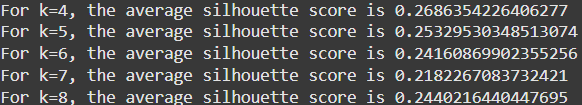 For k=4, the average silhouette score is 0.2686354226406277
For k=5, the average silhouette score is 0.25329530348513074
For k=6, the average silhouette score is 0.24160869902355256
For k=7, the average silhouette score is 0.2182267083732421
For k=8, the average silhouette score is 0.2440216440447695